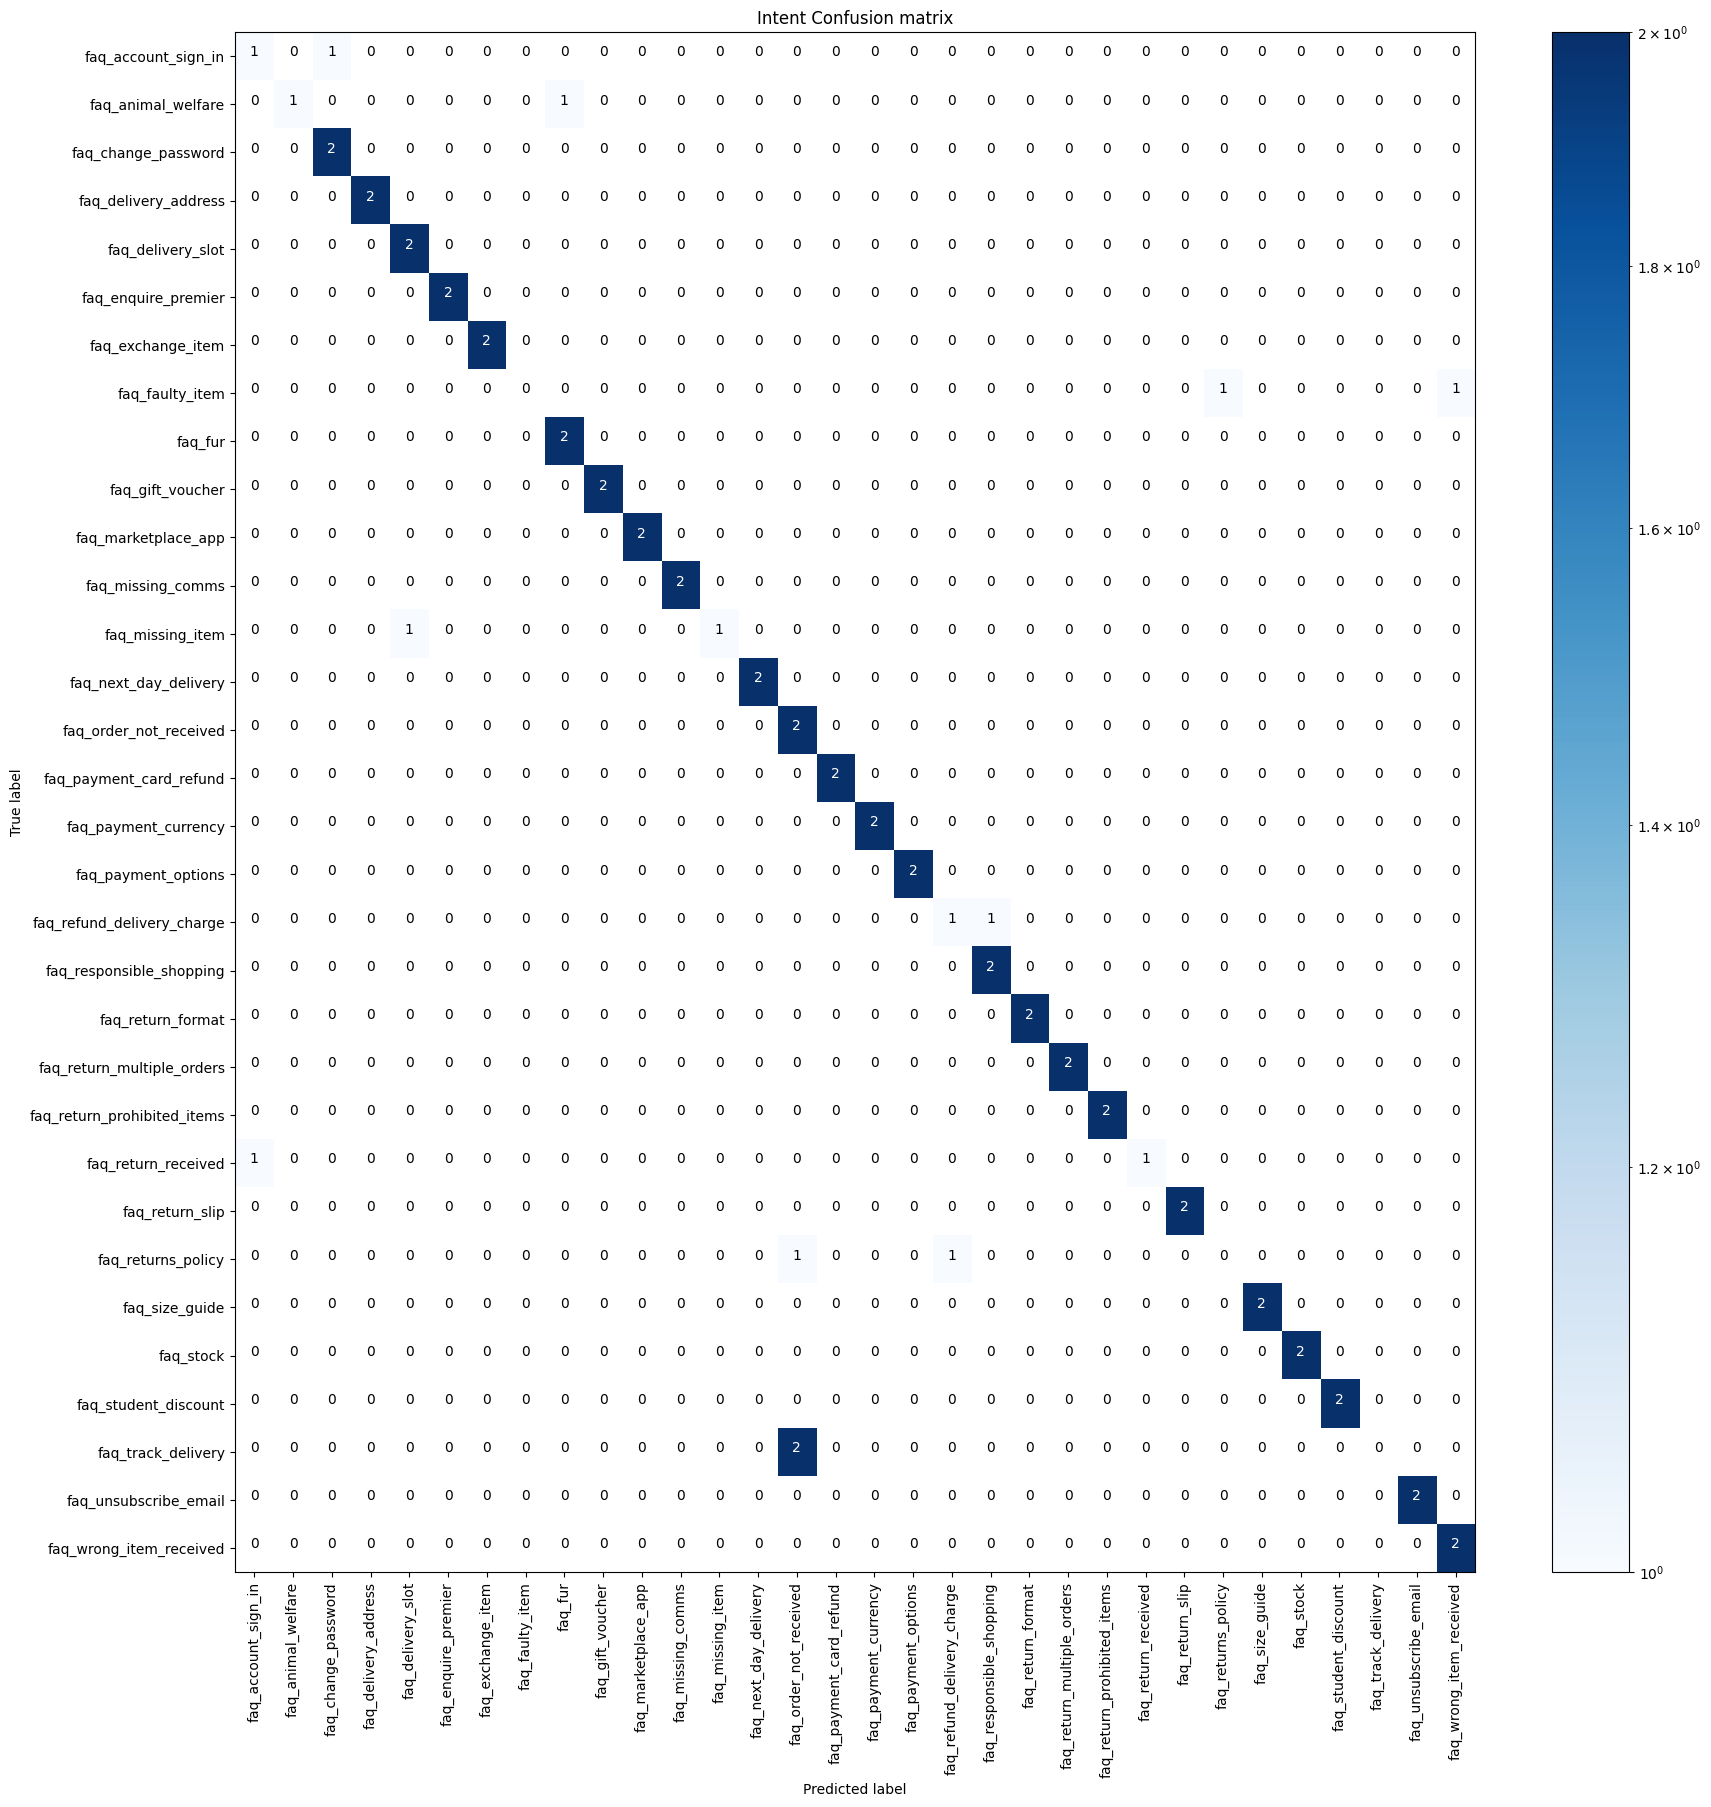 Intent Confusion matrix
faq_account_sign_in 1 0 1 0 0 0 0 0 0 0 0 0 0 0 0 0 0 0 0 0 0 0 0 0 0 0 0 0 0 0 0 0
faq_animal_welfare 0 1 0 0 0 0 0 0 1 0 0 0 0 0 0 0 0 0 0 0 0 0 0 0 0 0 0 0 0 0 0 0
faq_change_password 0 0 2 0 0 0 0 0 0 0 0 0 0 0 0 0 0 0 0 0 0 0 0 0 0 0 0 0 0 0 0 0
faq_delivery_address 0 0 0 2 0 0 0 0 0 0 0 0 0 0 0 0 0 0 0 0 0 0 0 0 0 0 0 0 0 0 0 0
faq_delivery_slot 0 0 0 0 2 0 0 0 0 0 0 0 0 0 0 0 0 0 0 0 0 0 0 0 0 0 0 0 0 0 0 0
faq_enquire_premier 0 0 0 0 0 2 0 0 0 0 0 0 0 0 0 0 0 0 0 0 0 0 0 0 0 0 0 0 0 0 0 0
faq_exchange_item 0 0 0 0 0 0 2 0 0 0 0 0 0 0 0 0 0 0 0 0 0 0 0 0 0 0 0 0 0 0 0 0
faq_faulty_item 0 0 0 0 0 0 0 0 0 0 0 0 0 0 0 0 0 0 0 0 0 0 0 0 0 1 0 0 0 0 0 1
faq_fur 0 0 0 0 0 0 0 0 2 0 0 0 0 0 0 0 0 0 0 0 0 0 0 0 0 0 0 0 0 0 0 0
faq_gift_voucher 0 0 0 0 0 0 0 0 0 2 0 0 0 0 0 0 0 0 0 0 0 0 0 0 0 0 0 0 0 0 0 0
faq_marketplace_app 0 0 0 0 0 0 0 0 0 0 2 0 0 0 0 0 0 0 0 0 0 0 0 0 0 0 0 0 0 0 0 0
faq_missing_comms 0 0 0 0 0 0 0 0 0 0 0 2 0 0 0 0 0 0 0 0 0 0 0 0 0 0 0 0 0 0 0 0
faq_missing_item 0 0 0 0 1 0 0 0 0 0 0 0 1 0 0 0 0 0 0 0 0 0 0 0 0 0 0 0 0 0 0 0
faq_next_day_delivery 0 0 0 0 0 0 0 0 0 0 0 0 0 2 0 0 0 0 0 0 0 0 0 0 0 0 0 0 0 0 0 0
faq_order_not_received 0 0 0 0 0 0 0 0 0 0 0 0 0 0 2 0 0 0 0 0 0 0 0 0 0 0 0 0 0 0 0 0
faq_payment_card_refund 0 0 0 0 0 0 0 0 0 0 0 0 0 0 0 2 0 0 0 0 0 0 0 0 0 0 0 0 0 0 0 0
faq_payment_currency 0 0 0 0 0 0 0 0 0 0 0 0 0 0 0 0 2 0 0 0 0 0 0 0 0 0 0 0 0 0 0 0
faq_payment_options 0 0 0 0 0 0 0 0 0 0 0 0 0 0 0 0 0 2 0 0 0 0 0 0 0 0 0 0 0 0 0 0
faq_refund_delivery_charge 0 0 0 0 0 0 0 0 0 0 0 0 0 0 0 0 0 0 1 1 0 0 0 0 0 0 0 0 0 0 0 0
faq_responsible_shopping 0 0 0 0 0 0 0 0 0 0 0 0 0 0 0 0 0 0 0 2 0 0 0 0 0 0 0 0 0 0 0 0
faq_return_format 0 0 0 0 0 0 0 0 0 0 0 0 0 0 0 0 0 0 0 0 2 0 0 0 0 0 0 0 0 0 0 0
faq_return_multiple_orders 0 0 0 0 0 0 0 0 0 0 0 0 0 0 0 0 0 0 0 0 0 2 0 0 0 0 0 0 0 0 0 0
faq_return_prohibited_items 0 0 0 0 0 0 0 0 0 0 0 0 0 0 0 0 0 0 0 0 0 0 2 0 0 0 0 0 0 0 0 0
faq_return_received 1 0 0 0 0 0 0 0 0 0 0 0 0 0 0 0 0 0 0 0 0 0 0 1 0 0 0 0 0 0 0 0
faq_return_slip 0 0 0 0 0 0 0 0 0 0 0 0 0 0 0 0 0 0 0 0 0 0 0 0 2 0 0 0 0 0 0 0
faq_returns_policy 0 0 0 0 0 0 0 0 0 0 0 0 0 0 1 0 0 0 1 0 0 0 0 0 0 0 0 0 0 0 0 0
faq_size_guide 0 0 0 0 0 0 0 0 0 0 0 0 0 0 0 0 0 0 0 0 0 0 0 0 0 0 2 0 0 0 0 0
faq_stock 0 0 0 0 0 0 0 0 0 0 0 0 0 0 0 0 0 0 0 0 0 0 0 0 0 0 0 2 0 0 0 0
faq_student_discount 0 0 0 0 0 0 0 0 0 0 0 0 0 0 0 0 0 0 0 0 0 0 0 0 0 0 0 0 2 0 0 0
faq_track_delivery 0 0 0 0 0 0 0 0 0 0 0 0 0 0 2 0 0 0 0 0 0 0 0 0 0 0 0 0 0 0 0 0
faq_unsubscribe_email 0 0 0 0 0 0 0 0 0 0 0 0 0 0 0 0 0 0 0 0 0 0 0 0 0 0 0 0 0 0 2 0
faq_wrong_item_received 0 0 0 0 0 0 0 0 0 0 0 0 0 0 0 0 0 0 0 0 0 0 0 0 0 0 0 0 0 0 0 2
True label
faq_account_sign_in
faq_animal_welfare
faq_change_password
faq_delivery_address
faq_delivery_slot
faq_enquire_premier
faq_exchange_item
faq_faulty_item
faq_fur
faq_gift_voucher
faq_marketplace_app
faq_missing_comms
faq_missing_item
faq_next_day_delivery
faq_order_not_received
faq_payment_card_refund
faq_payment_currency
faq_payment_options
faq_refund_delivery_charge
faq_responsible_shopping
faq_return_format
faq_return_multiple_orders
faq_return_prohibited_items
faq_return_received
faq_return_slip
faq_returns_policy
faq_size_guide
faq_stock
faq_student_discount
faq_track_delivery
faq_unsubscribe_email
faq_wrong_item_received
Predicted label
2 × 10⁰
1.8 × 10⁰
1.6 × 10⁰
1.4 × 10⁰
1.2 × 10⁰
10⁰